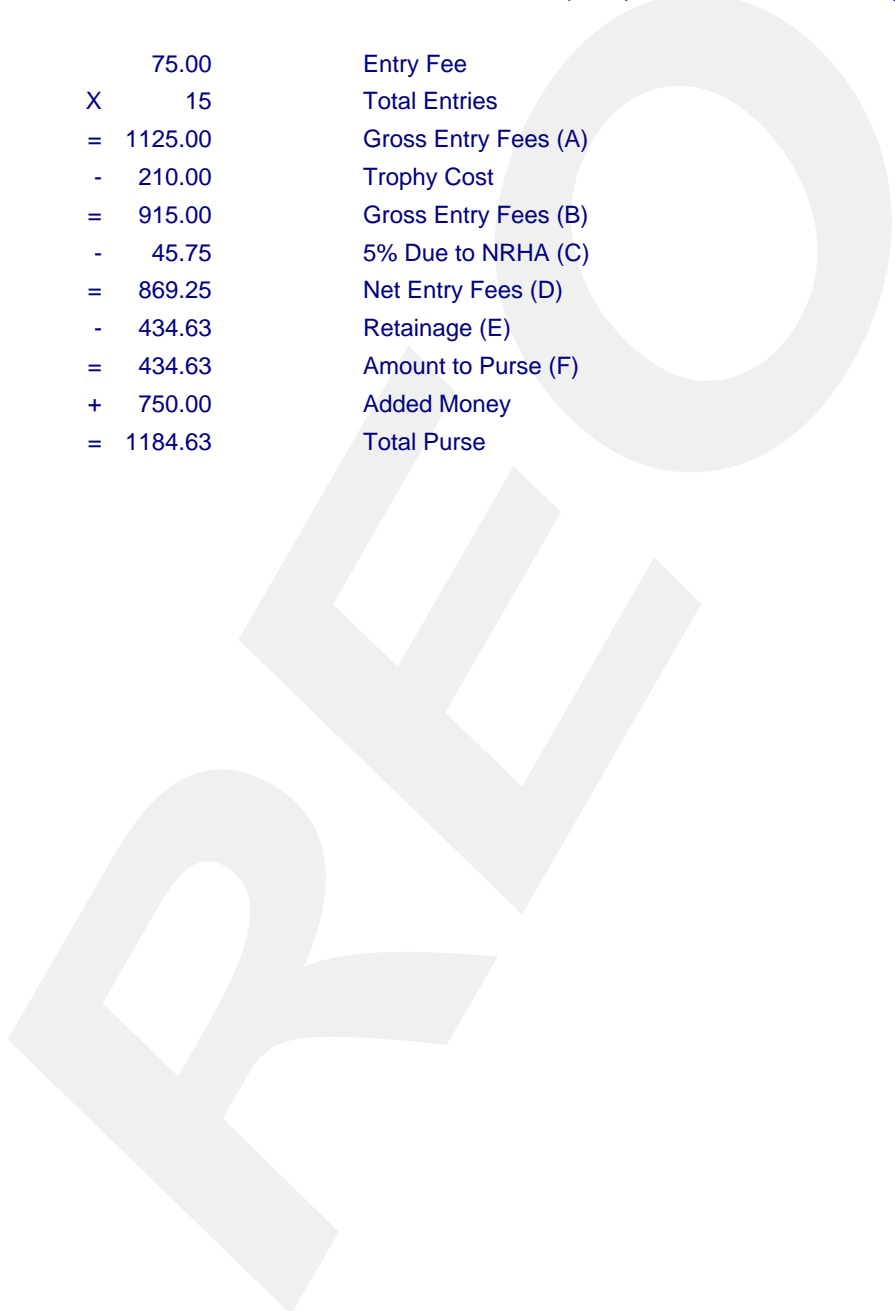 75.00 Entry Fee
X 15 Total Entries
= 1125.00 Gross Entry Fees (A)
- 210.00 Trophy Cost
= 915.00 Gross Entry Fees (B)
- 45.75 5% Due to NRHA (C)
= 869.25 Net Entry Fees (D)
- 434.63 Retainage (E)
= 434.63 Amount to Purse (F)
+ 750.00 Added Money
= 1184.63 Total Purse
REO